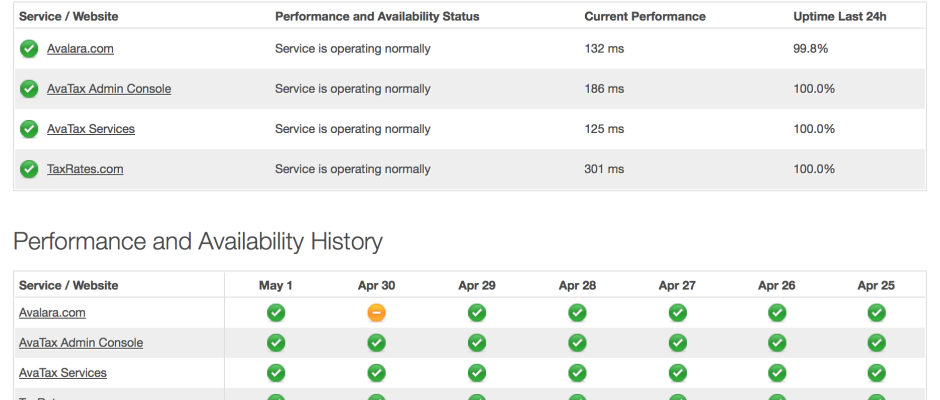 Service / Website Performance and Availability Status Current Performance Uptime Last 24h
Avalara.com Service is operating normally 132 ms 99.8%
AvaTax Admin Console Service is operating normally 186 ms 100.0%
AvaTax Services Service is operating normally 125 ms 100.0%
TaxRates.com Service is operating normally 301 ms 100.0%
Performance and Availability History
Service / Website May 1 Apr 30 Apr 29 Apr 28 Apr 27 Apr 26 Apr 25
Avalara.com
AvaTax Admin Console
AvaTax Services